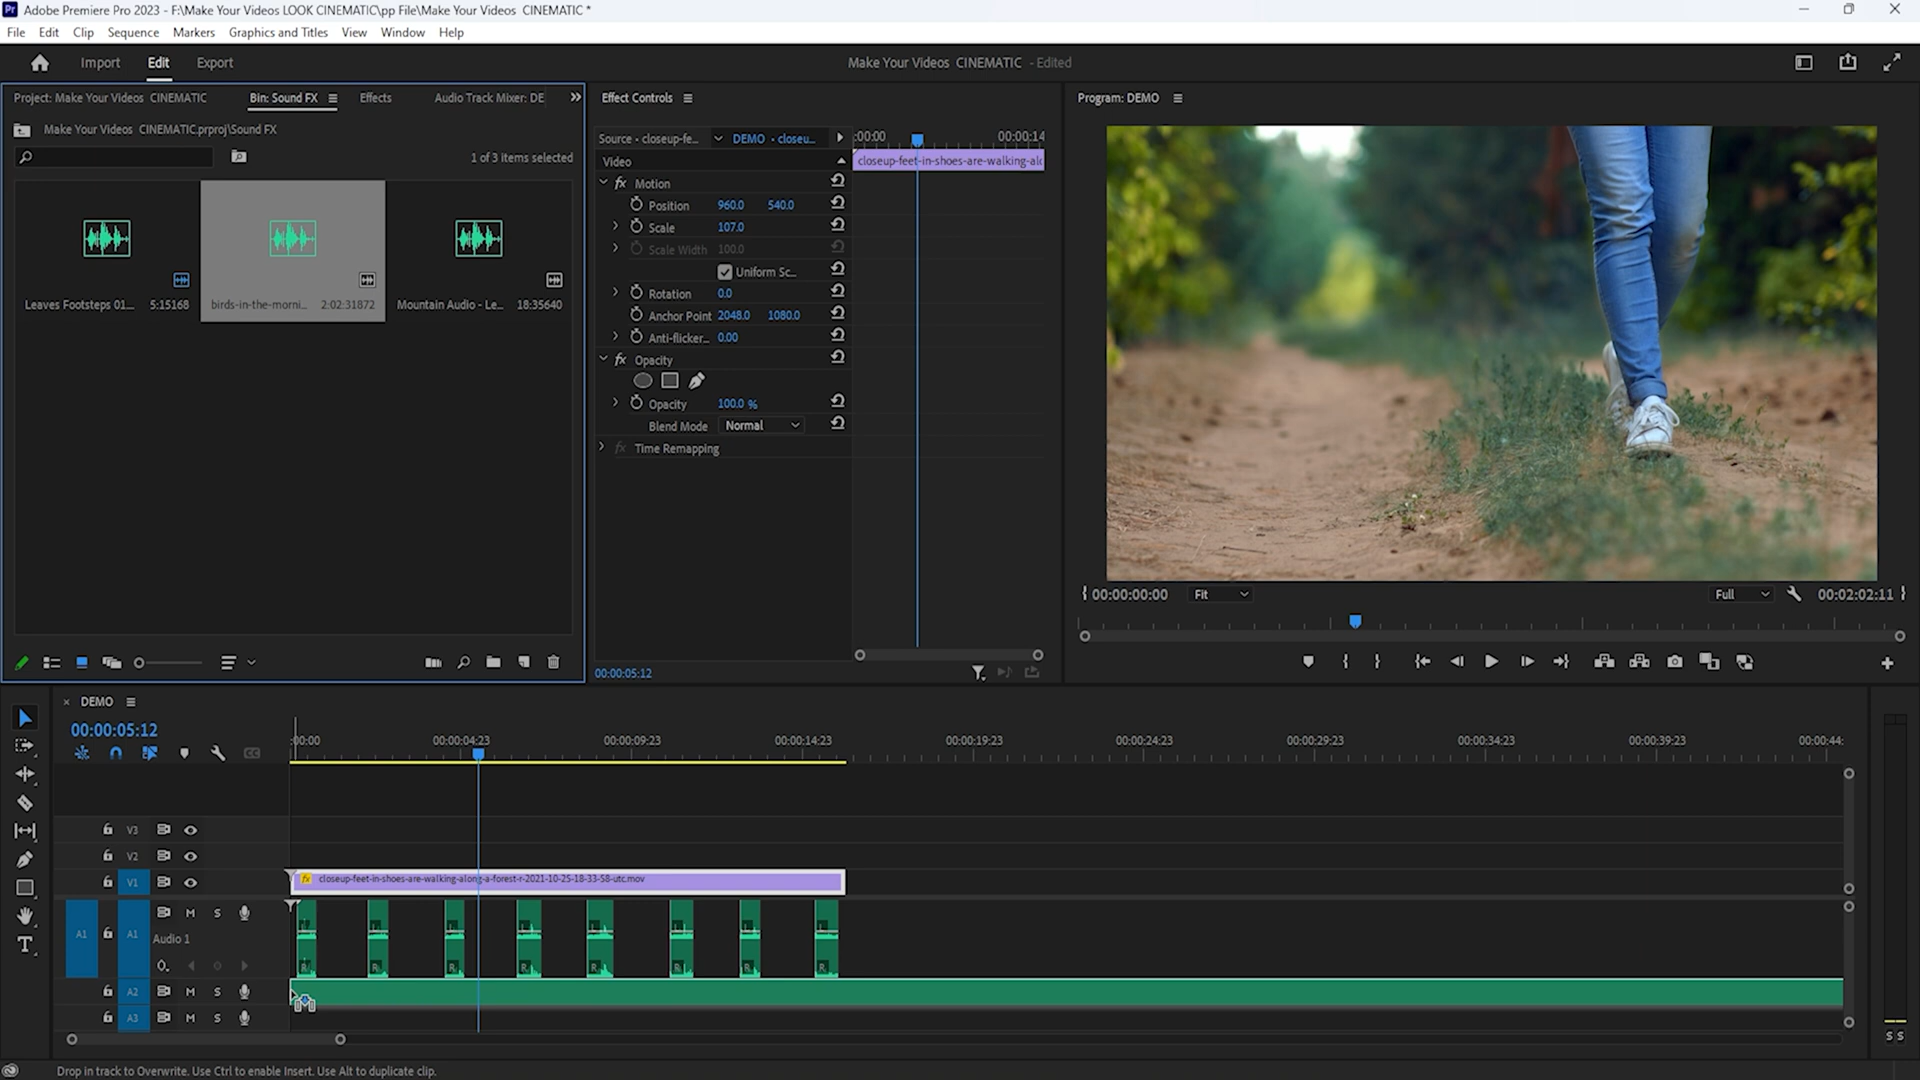 Pr Adobe Premiere Pro 2023 - F:\Make Your Videos LOOK CINEMATIC\pp File\Make Your Videos  CINEMATIC *
File Edit Clip Sequence Markers Graphics and Titles View Window Help
Import Edit Export
Make Your Videos  CINEMATIC - Edited
Project: Make Your Videos  CINEMATIC
Bin: Sound FX
Effects
Audio Track Mixer: DE
Make Your Videos  CINEMATIC.prproj\Sound FX
1 of 3 items selected
Leaves Footsteps 01... 5:15168
birds-in-the-morni... 2:02:31872
Mountain Audio - Le... 18:35640
Effect Controls
Source · closeup-fe... DEMO · closeu...
:00:00 00:00:14
Video
closeup-feet-in-shoes-are-walking-al
fx Motion
Position 960.0 540.0
Scale 107.0
Scale Width 100.0
Uniform Sc...
Rotation 0.0
Anchor Point 2048.0 1080.0
Anti-flicker... 0.00
fx Opacity
Opacity 100.0 %
Blend Mode Normal
fx Time Remapping
00:00:05:12
Program: DEMO
00:00:00:00 Fit Full 00:02:02:11
× DEMO
00:00:05:12
:00:00 00:00:04:23 00:00:09:23 00:00:14:23 00:00:19:23 00:00:24:23 00:00:29:23 00:00:34:23 00:00:39:23 00:00:44:
CC
V3
V2
V1
fx closeup-feet-in-shoes-are-walking-along-a-forest-r-2021-10-25-18-33-58-utc.mov
A1 A1 M S
Audio 1
L L L L L L L L
R R R R R R R R
A2 M S
A3 M S
T
S S
Drop in track to Overwrite. Use Ctrl to enable Insert. Use Alt to duplicate clip.